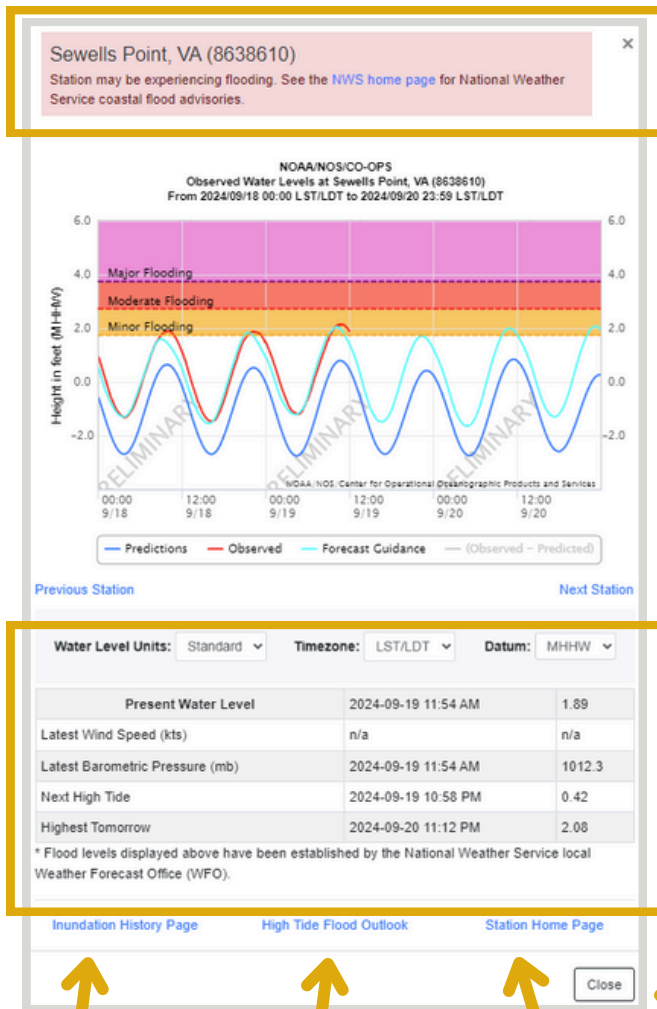 Sewells Point, VA (8638610)
×
Station may be experiencing flooding. See the NWS home page for National Weather
Service coastal flood advisories.
NOAA/NOS/CO-OPS
Observed Water Levels at Sewells Point, VA (8638610)
From 2024/09/18 00:00 LST/LDT to 2024/09/20 23:59 LST/LDT
Height in feet (MHHW)
6.0 6.0
4.0 4.0
2.0 2.0
0.0 0.0
-2.0 -2.0
Major Flooding
Moderate Flooding
Minor Flooding
PRELIMINARY PRELIMINARY PRELIMINARY
NOAA/NOS/Center for Operational Oceanographic Products and Services
00:00 12:00 00:00 12:00 00:00 12:00
9/18 9/18 9/19 9/19 9/20 9/20
Predictions Observed Forecast Guidance (Observed - Predicted)
Previous Station Next Station
Water Level Units: Standard Timezone: LST/LDT Datum: MHHW
Present Water Level 2024-09-19 11:54 AM 1.89
Latest Wind Speed (kts) n/a n/a
Latest Barometric Pressure (mb) 2024-09-19 11:54 AM 1012.3
Next High Tide 2024-09-19 10:58 PM 0.42
Highest Tomorrow 2024-09-20 11:12 PM 2.08
* Flood levels displayed above have been established by the National Weather Service local
Weather Forecast Office (WFO).
Inundation History Page High Tide Flood Outlook Station Home Page
Close